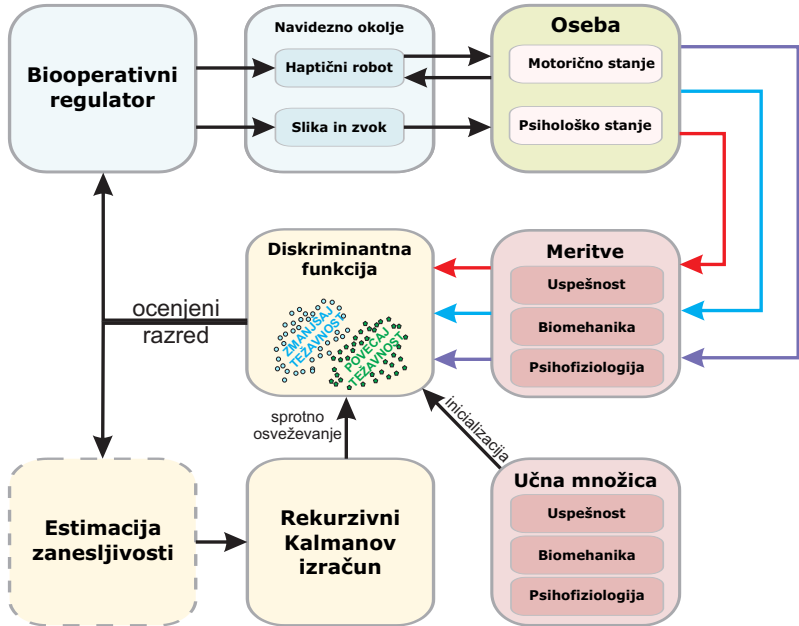 Biooperativni
regulator
Navidezno okolje
Haptični robot
Slika in zvok
Oseba
Motorično stanje
Psihološko stanje
Diskriminantna
funkcija
ZMANJŠAJ
TEŽAVNOST
POVEČAJ
TEŽAVNOST
Meritve
Uspešnost
Biomehanika
Psihofiziologija
ocenjeni
razred
sprotno
osveževanje
inicializacija
Estimacija
zanesljivosti
Rekurzivni
Kalmanov
izračun
Učna množica
Uspešnost
Biomehanika
Psihofiziologija